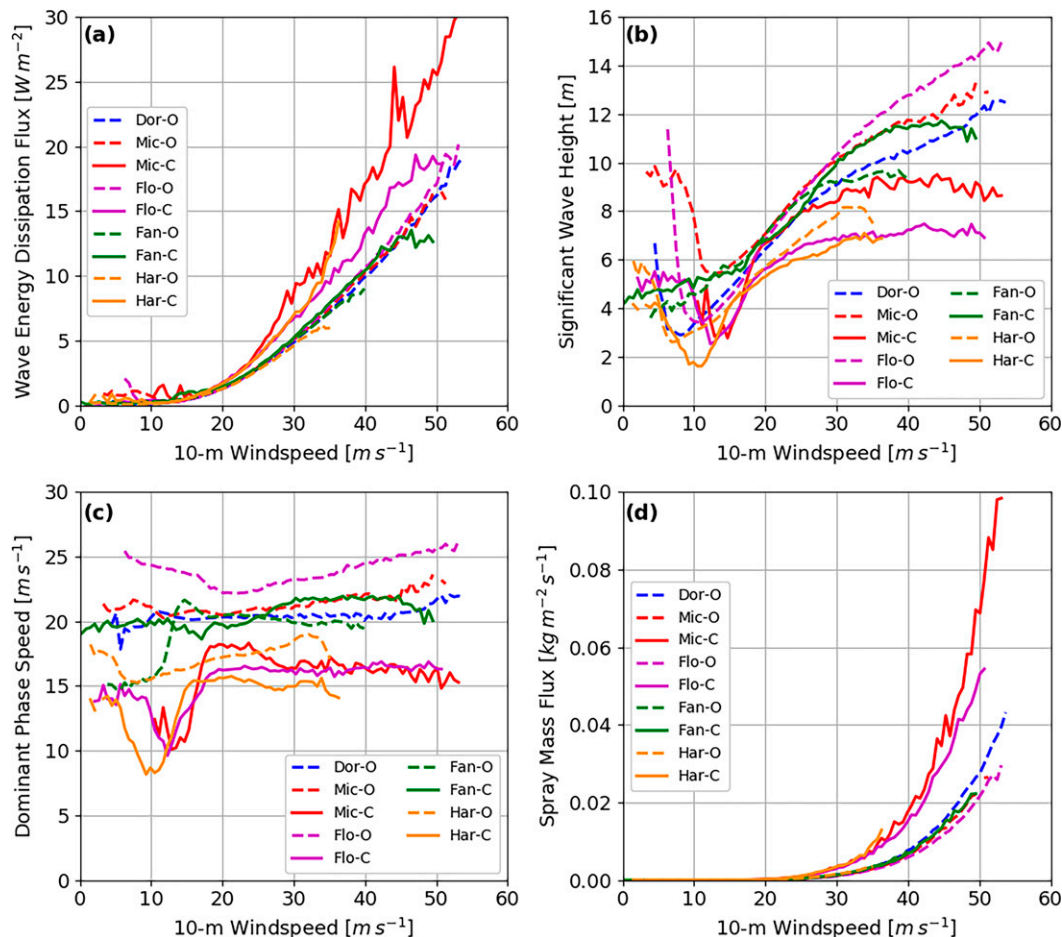 (a)
Wave Energy Dissipation Flux [W m⁻²]
30
25
20
15
10
5
0
Dor-O
Mic-O
Mic-C
Flo-O
Flo-C
Fan-O
Fan-C
Har-O
Har-C
0 10 20 30 40 50 60
10-m Windspeed [m s⁻¹]
(b)
Significant Wave Height [m]
16
14
12
10
8
6
4
2
0
Dor-O
Mic-O
Mic-C
Flo-O
Flo-C
Fan-O
Fan-C
Har-O
Har-C
0 10 20 30 40 50 60
10-m Windspeed [m s⁻¹]
(c)
Dominant Phase Speed [m s⁻¹]
30
25
20
15
10
5
0
Dor-O
Mic-O
Mic-C
Flo-O
Flo-C
Fan-O
Fan-C
Har-O
Har-C
0 10 20 30 40 50 60
10-m Windspeed [m s⁻¹]
(d)
Spray Mass Flux [kg m⁻² s⁻¹]
0.10
0.08
0.06
0.04
0.02
0.00
Dor-O
Mic-O
Mic-C
Flo-O
Flo-C
Fan-O
Fan-C
Har-O
Har-C
0 10 20 30 40 50 60
10-m Windspeed [m s⁻¹]